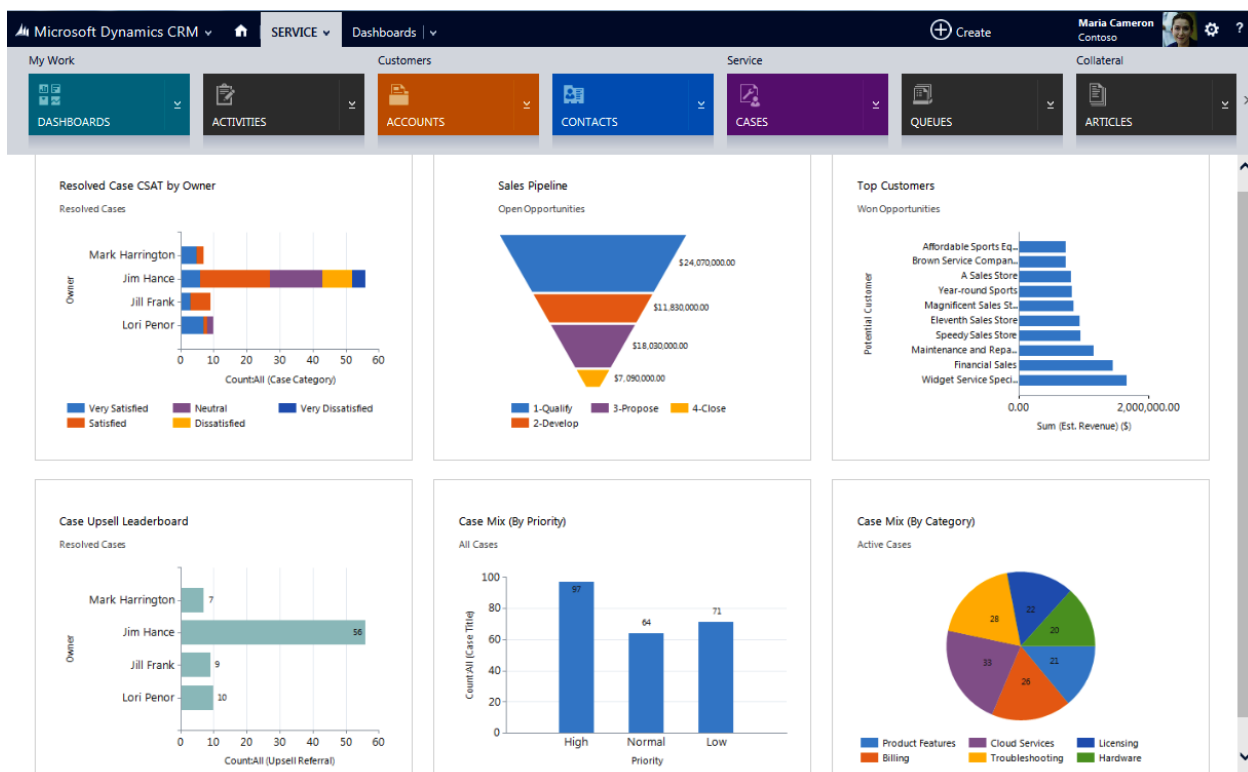 Microsoft Dynamics CRM
SERVICE
Dashboards
Create
Maria Cameron
Contoso
?
My Work
Customers
Service
Collateral
DASHBOARDS
ACTIVITIES
ACCOUNTS
CONTACTS
CASES
QUEUES
ARTICLES
Resolved Case CSAT by Owner
Resolved Cases
Owner
Mark Harrington
Jim Hance
Jill Frank
Lori Penor
0 10 20 30 40 50 60
Count:All (Case Category)
Very Satisfied Neutral Very Dissatisfied
Satisfied Dissatisfied
Sales Pipeline
Open Opportunities
$24,070,000.00
$11,830,000.00
$18,030,000.00
$7,090,000.00
1-Qualify 3-Propose 4-Close
2-Develop
Top Customers
Won Opportunities
Potential Customer
Affordable Sports Eq...
Brown Service Compan...
A Sales Store
Year-round Sports
Magnificent Sales St...
Eleventh Sales Store
Speedy Sales Store
Maintenance and Repa...
Financial Sales
Widget Service Speci...
0.00 2,000,000.00
Sum (Est. Revenue) ($)
Case Upsell Leaderboard
Resolved Cases
Owner
Mark Harrington 7
Jim Hance 56
Jill Frank 9
Lori Penor 10
0 10 20 30 40 50 60
Count:All (Upsell Referral)
Case Mix (By Priority)
All Cases
Count:All (Case Title)
100
80
60
40
20
0
97
64
71
High Normal Low
Priority
Case Mix (By Category)
Active Cases
22
28
20
33
21
26
Product Features Cloud Services Licensing
Billing Troubleshooting Hardware